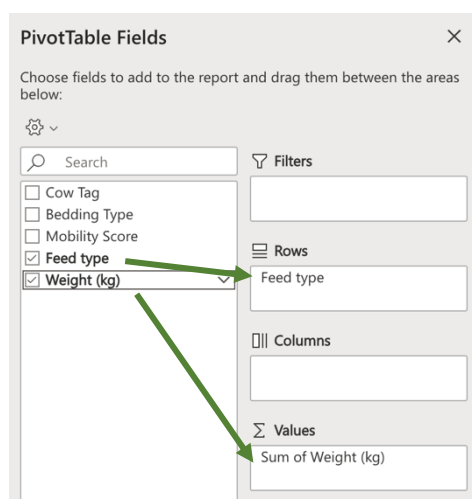 PivotTable Fields
Choose fields to add to the report and drag them between the areas
below:
Search
Cow Tag
Bedding Type
Mobility Score
Feed type
Weight (kg)
Filters
Rows
Feed type
Columns
Values
Sum of Weight (kg)